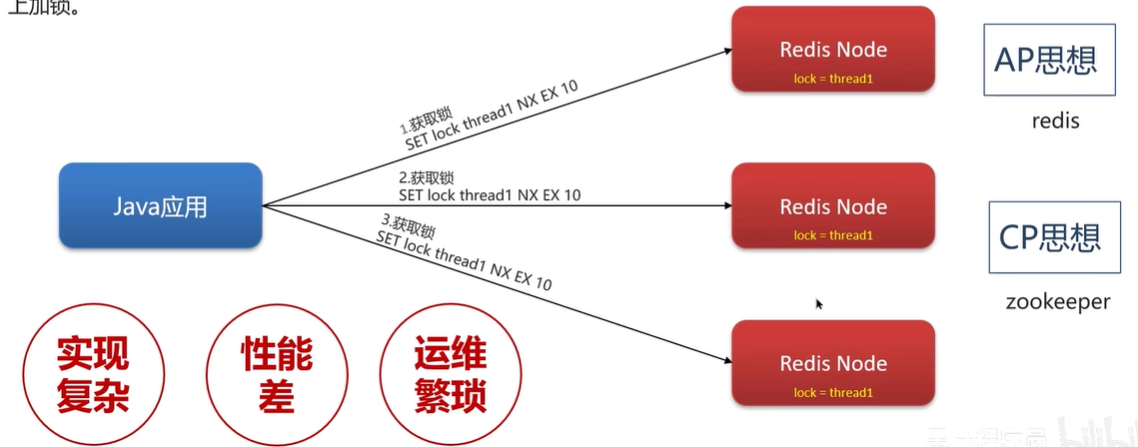 上加锁。
Redis Node
lock = thread1
AP思想
redis
1.获取锁
SET lock thread1 NX EX 10
Java应用
2.获取锁
SET lock thread1 NX EX 10
Redis Node
lock = thread1
CP思想
zookeeper
3.获取锁
SET lock thread1 NX EX 10
实现
复杂
性能
差
运维
繁琐
Redis Node
lock = thread1